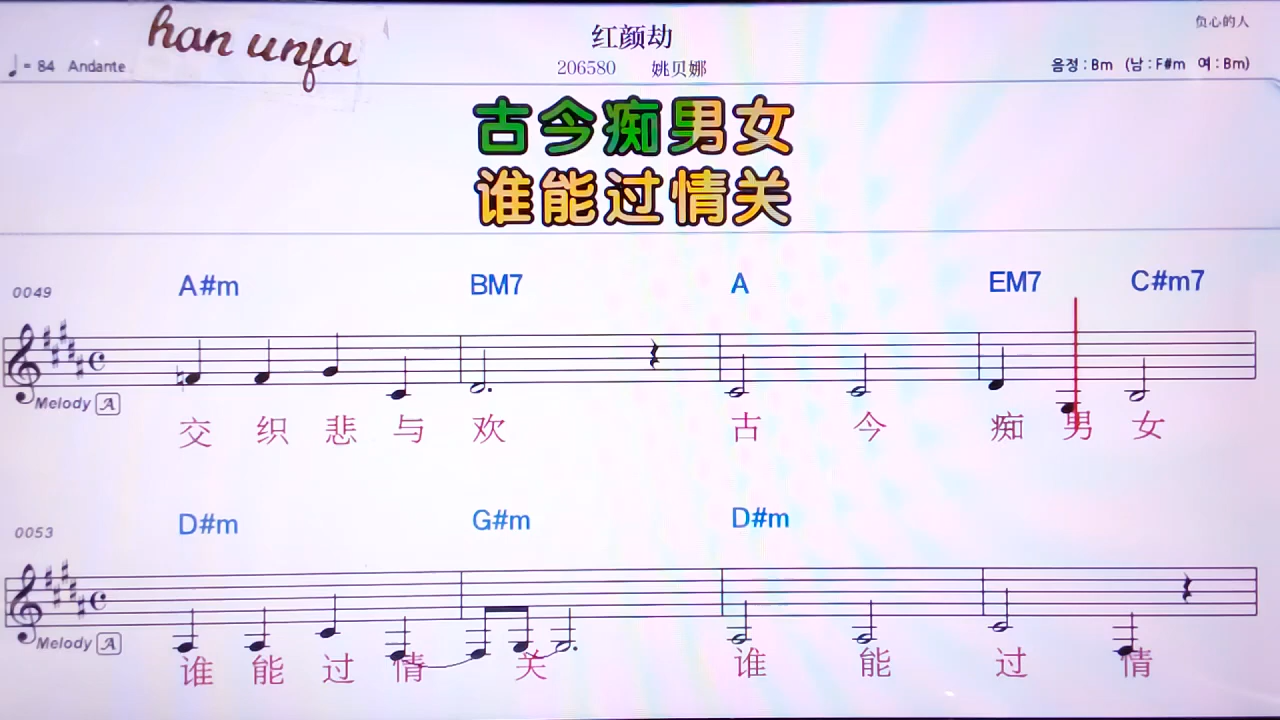 han unfa
红颜劫
负心的人
♩= 84 Andante
206580 姚贝娜
음정 : Bm (남 : F#m 여 : Bm)
古今痴男女
谁能过情关
0049
A#m BM7 A EM7 C#m7
Melody A
交 织 悲 与 欢 古 今 痴 男 女
0053
D#m G#m D#m
Melody A
谁 能 过 情 关 谁 能 过 情